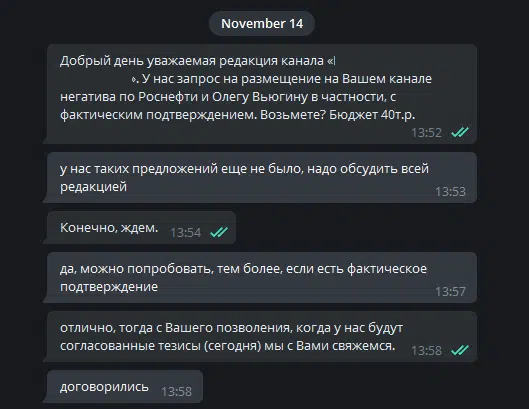 November 14
Добрый день уважаемая редакция канала «
». У нас запрос на размещение на Вашем канале
негатива по Роснефти и Олегу Вьюгину в частности, с
фактическим подтверждением. Возьмете? Бюджет 40т.р.
13:52
у нас таких предложений еще не было, надо обсудить всей
редакцией
13:53
Конечно, ждем. 13:54
да, можно попробовать, тем более, если есть фактическое
подтверждение
13:57
отлично, тогда с Вашего позволения, когда у нас будут
согласованные тезисы (сегодня) мы с Вами свяжемся.
13:58
договорились 13:58